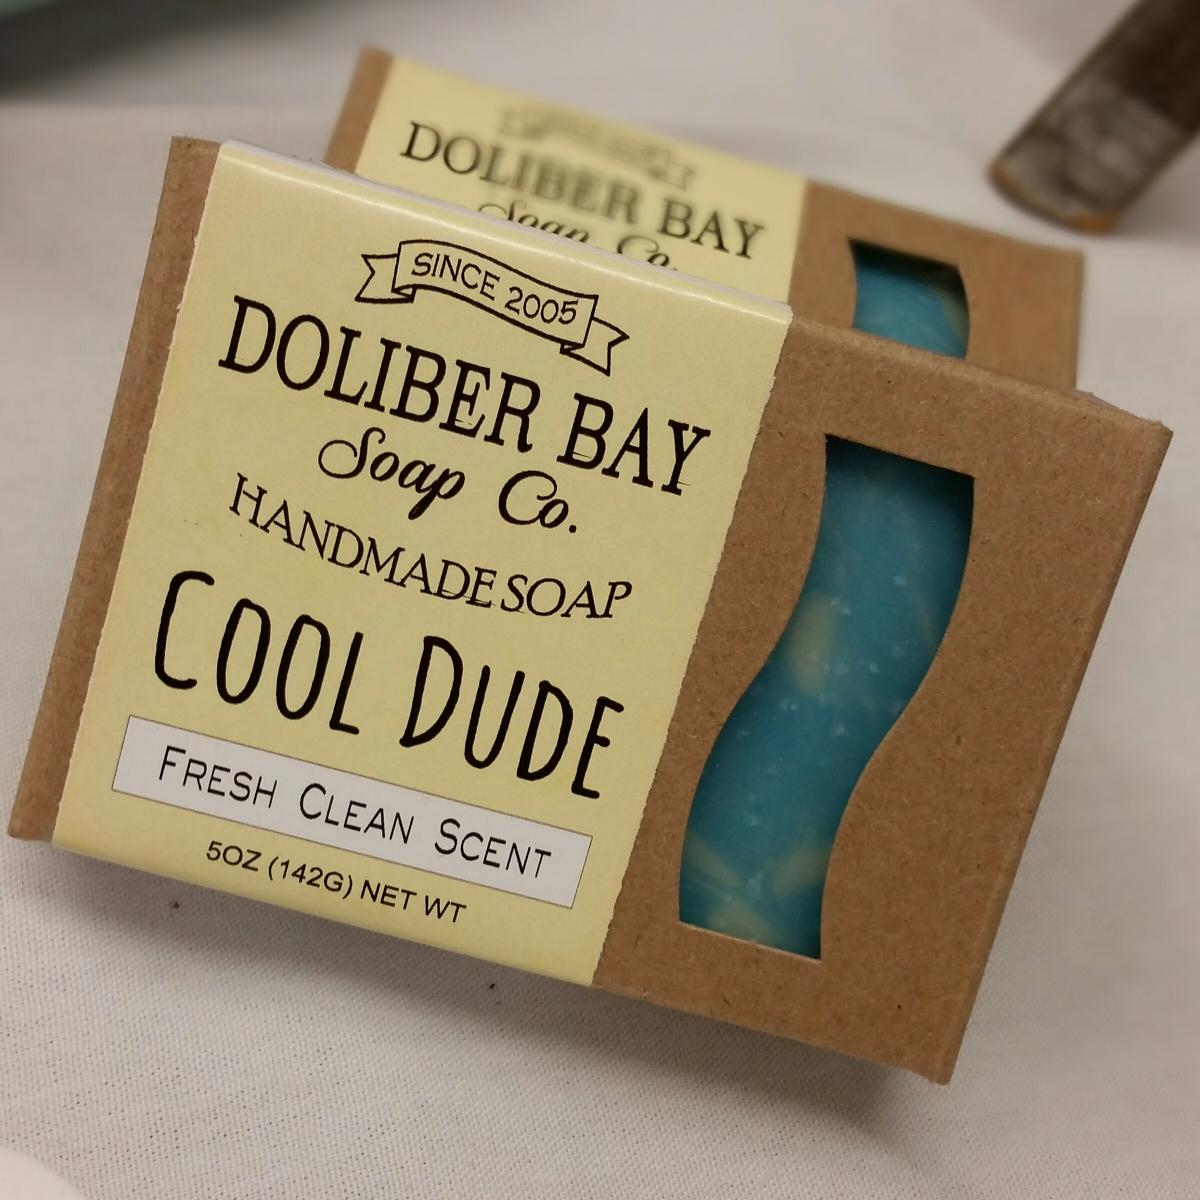 DOLIBER BAY
Soap Co.
SINCE 2005
DOLIBER BAY
Soap Co.
HANDMADE SOAP
COOL DUDE
FRESH CLEAN SCENT
5OZ (142G) NET WT